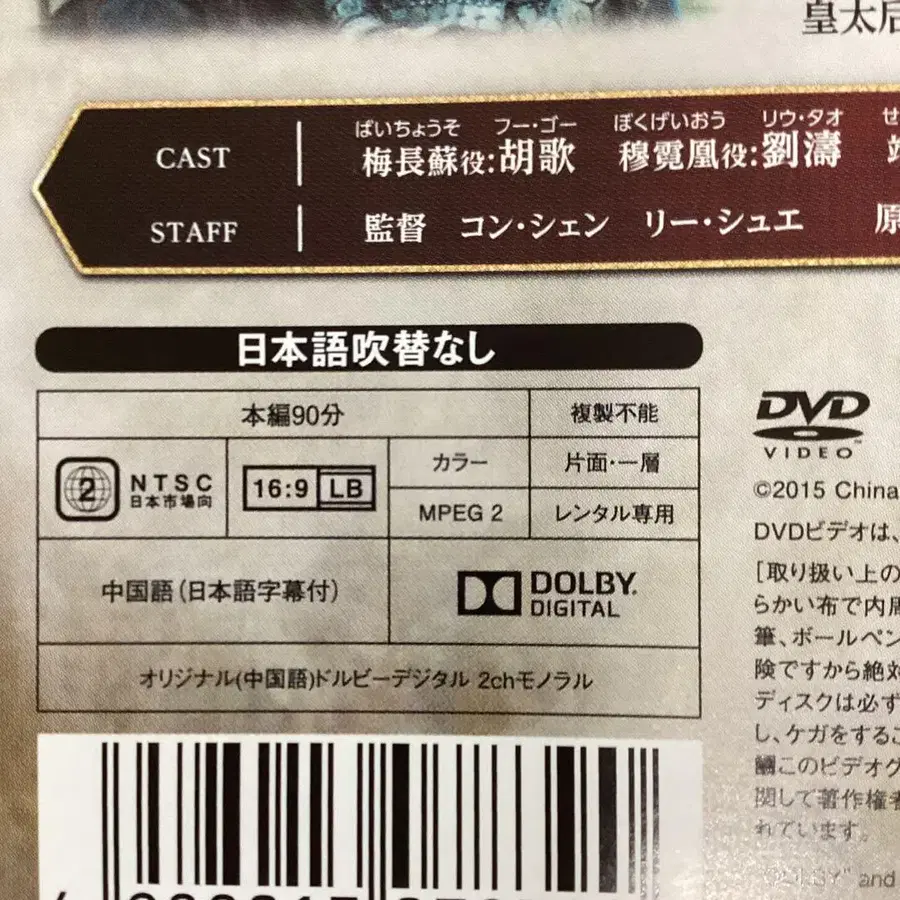 皇太后
ばいちょうそ フー・ゴー ぼくげいおう リウ・タオ せ
CAST 梅長蘇役:胡歌 穆霓凰役:劉濤
STAFF 監督 コン・シェン リー・シュエ 原
日本語吹替なし
本編90分 複製不能
2 NTSC 日本市場向 16:9 LB カラー 片面・一層
MPEG 2 レンタル専用
中国語(日本語字幕付) DOLBY. DIGITAL
オリジナル(中国語)ドルビーデジタル 2chモノラル
DVD
VIDEO™
©2015 China
DVDビデオは、
[取り扱い上の
らかい布で内周
筆、ボールペン
険ですから絶対
ディスクは必ず
し、ケガをするこ
このビデオグ
関して著作権者
れています。
and